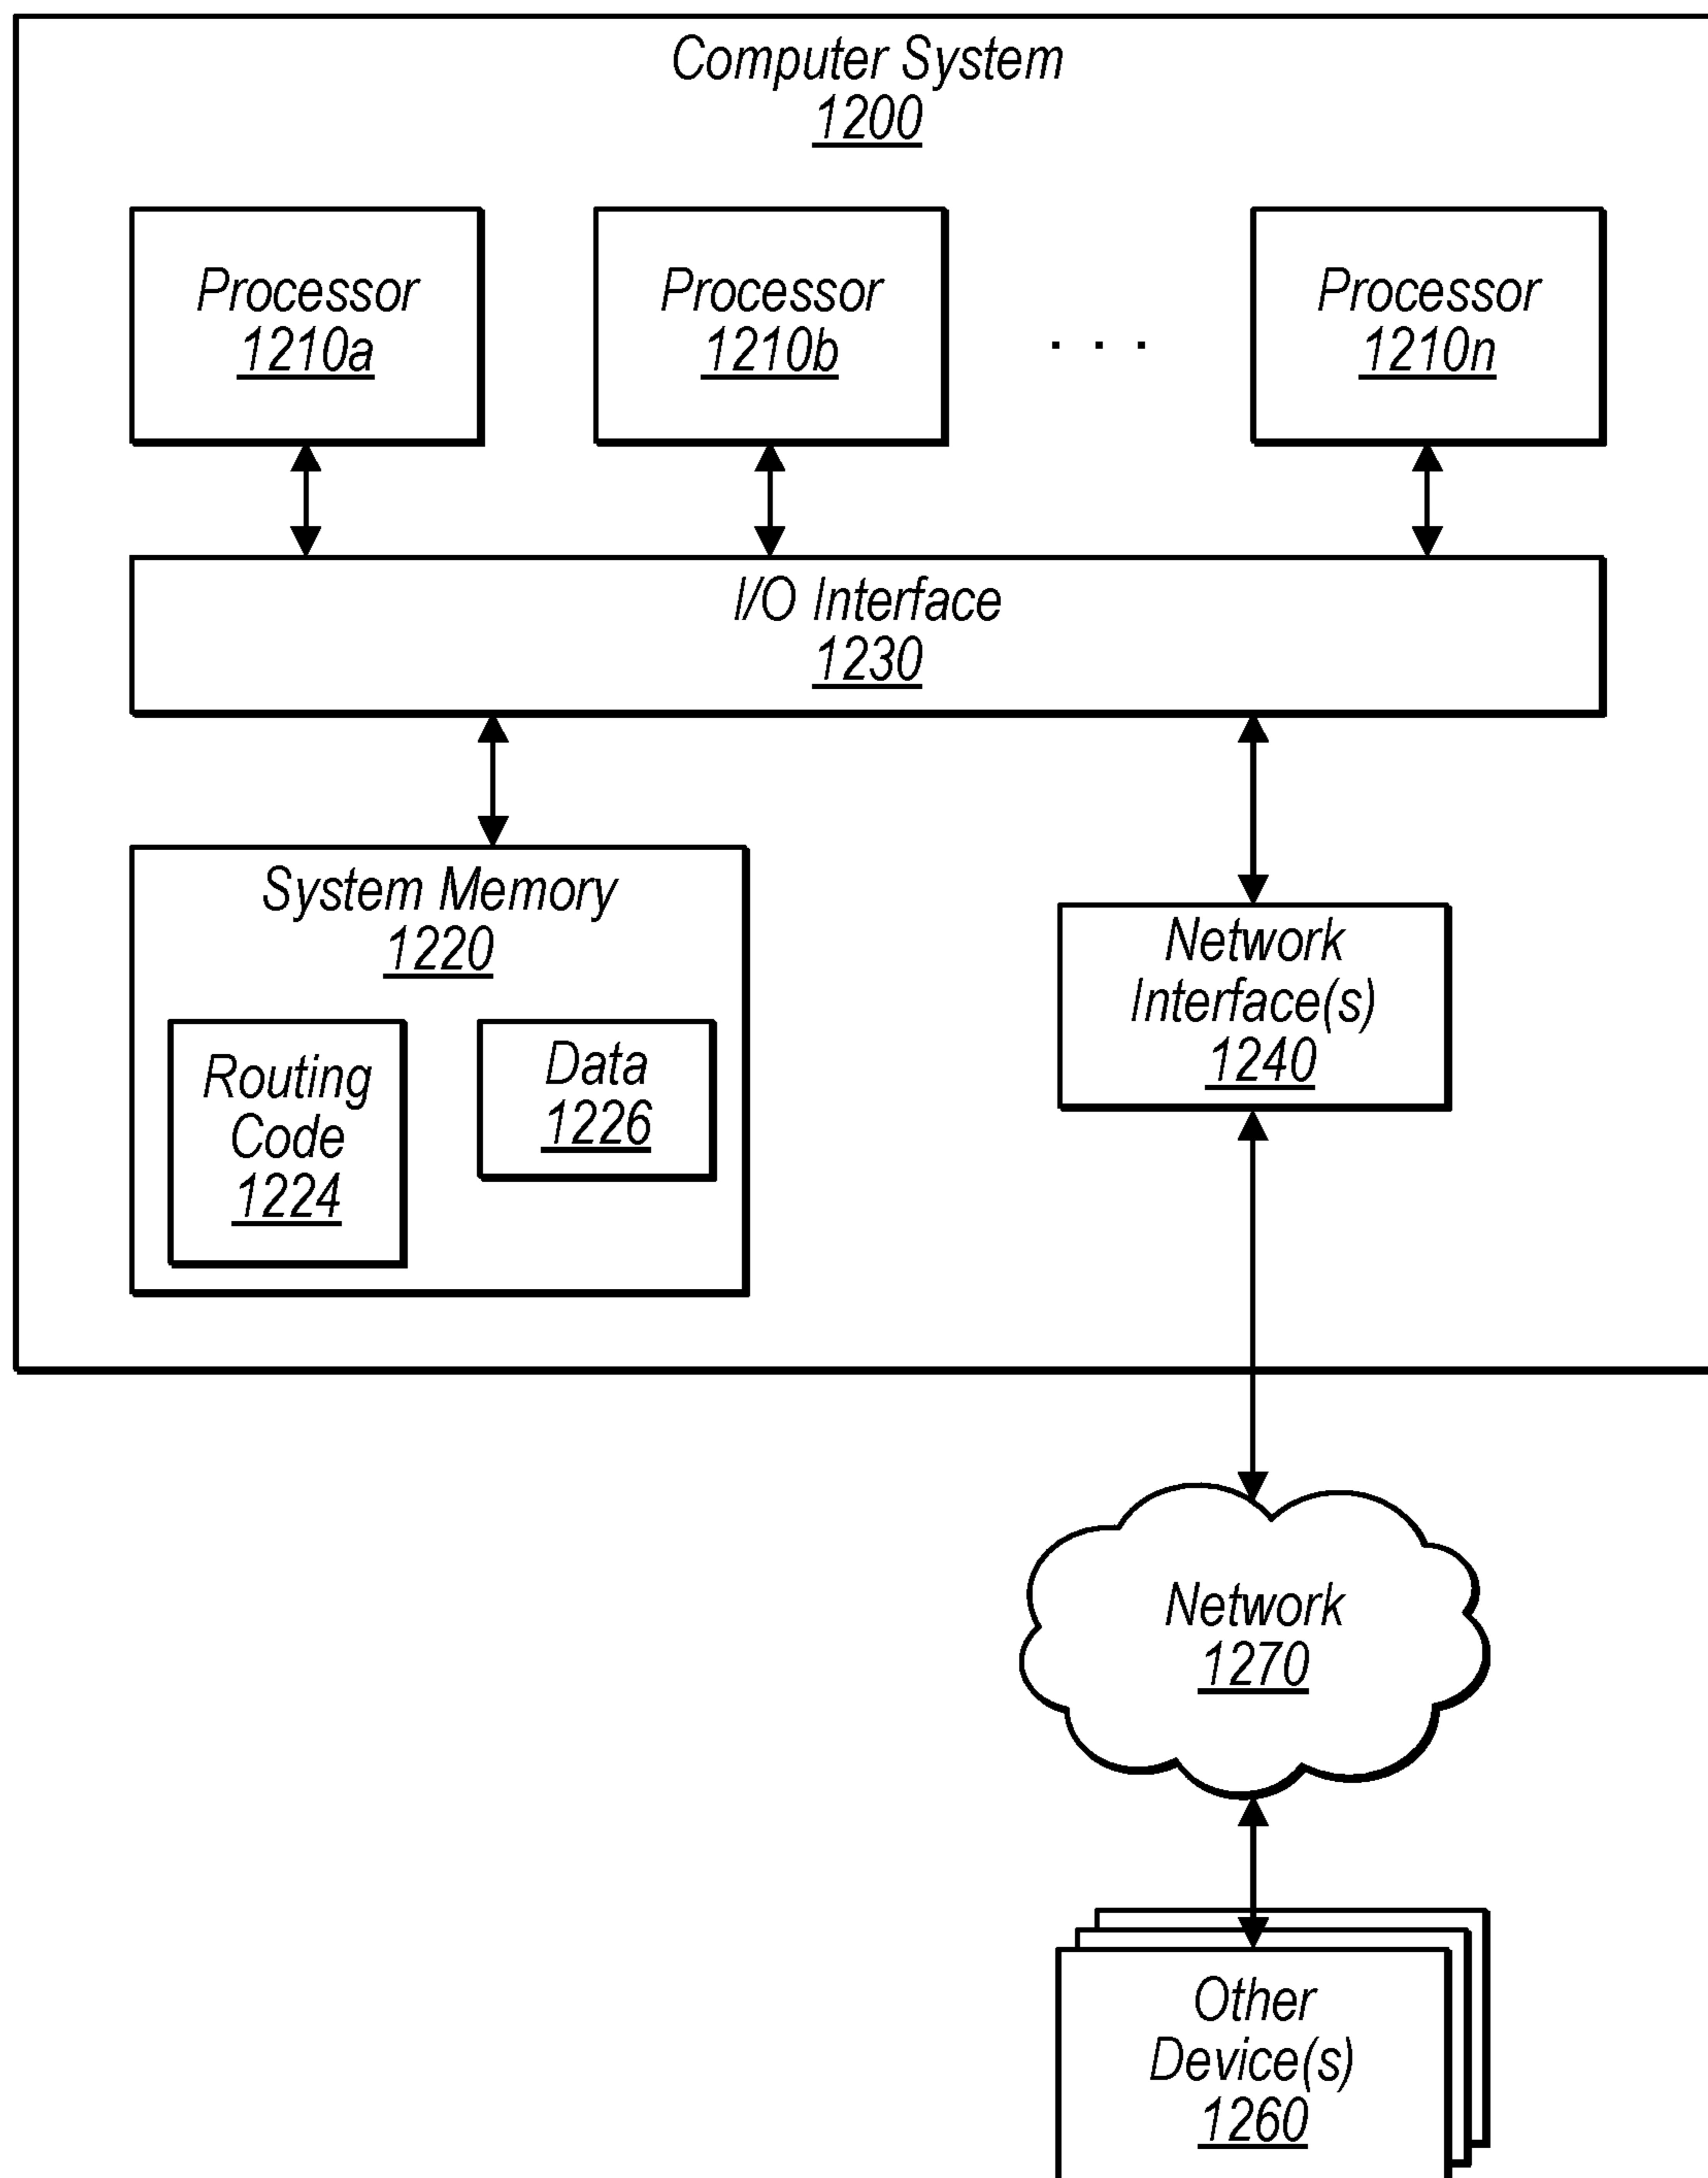 Computer System
1200
Processor
1210a
Processor
1210b
. . .
Processor
1210n
I/O Interface
1230
System Memory
1220
Routing
Code
1224
Data
1226
Network
Interface(s)
1240
Network
1270
Other
Device(s)
1260